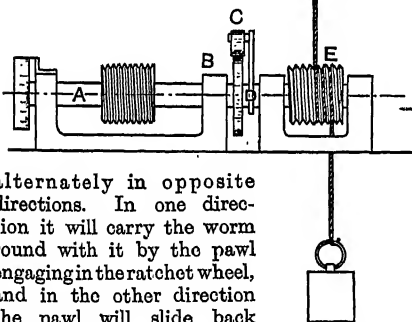 C
B
E
A
alternately in opposite
directions. In one direc-
tion it will carry the worm
round with it by the pawl
engaging in the ratchet wheel,
and in the other direction
the pawl will slide back